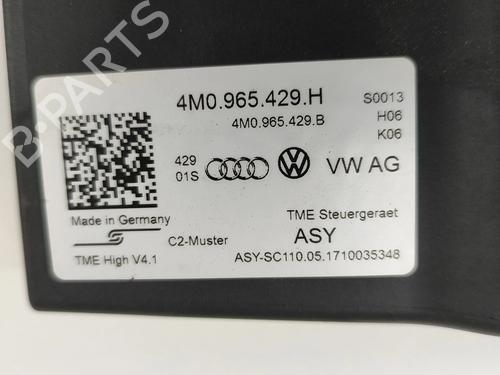 4M0.965.429.H
S0013
4M0.965.429.B
H06
K06
429
01S
VW AG
Made in Germany
TME Steuergeraet
C2-Muster
ASY
TME High V4.1
ASY-SC110.05.1710035348
B-PARTS